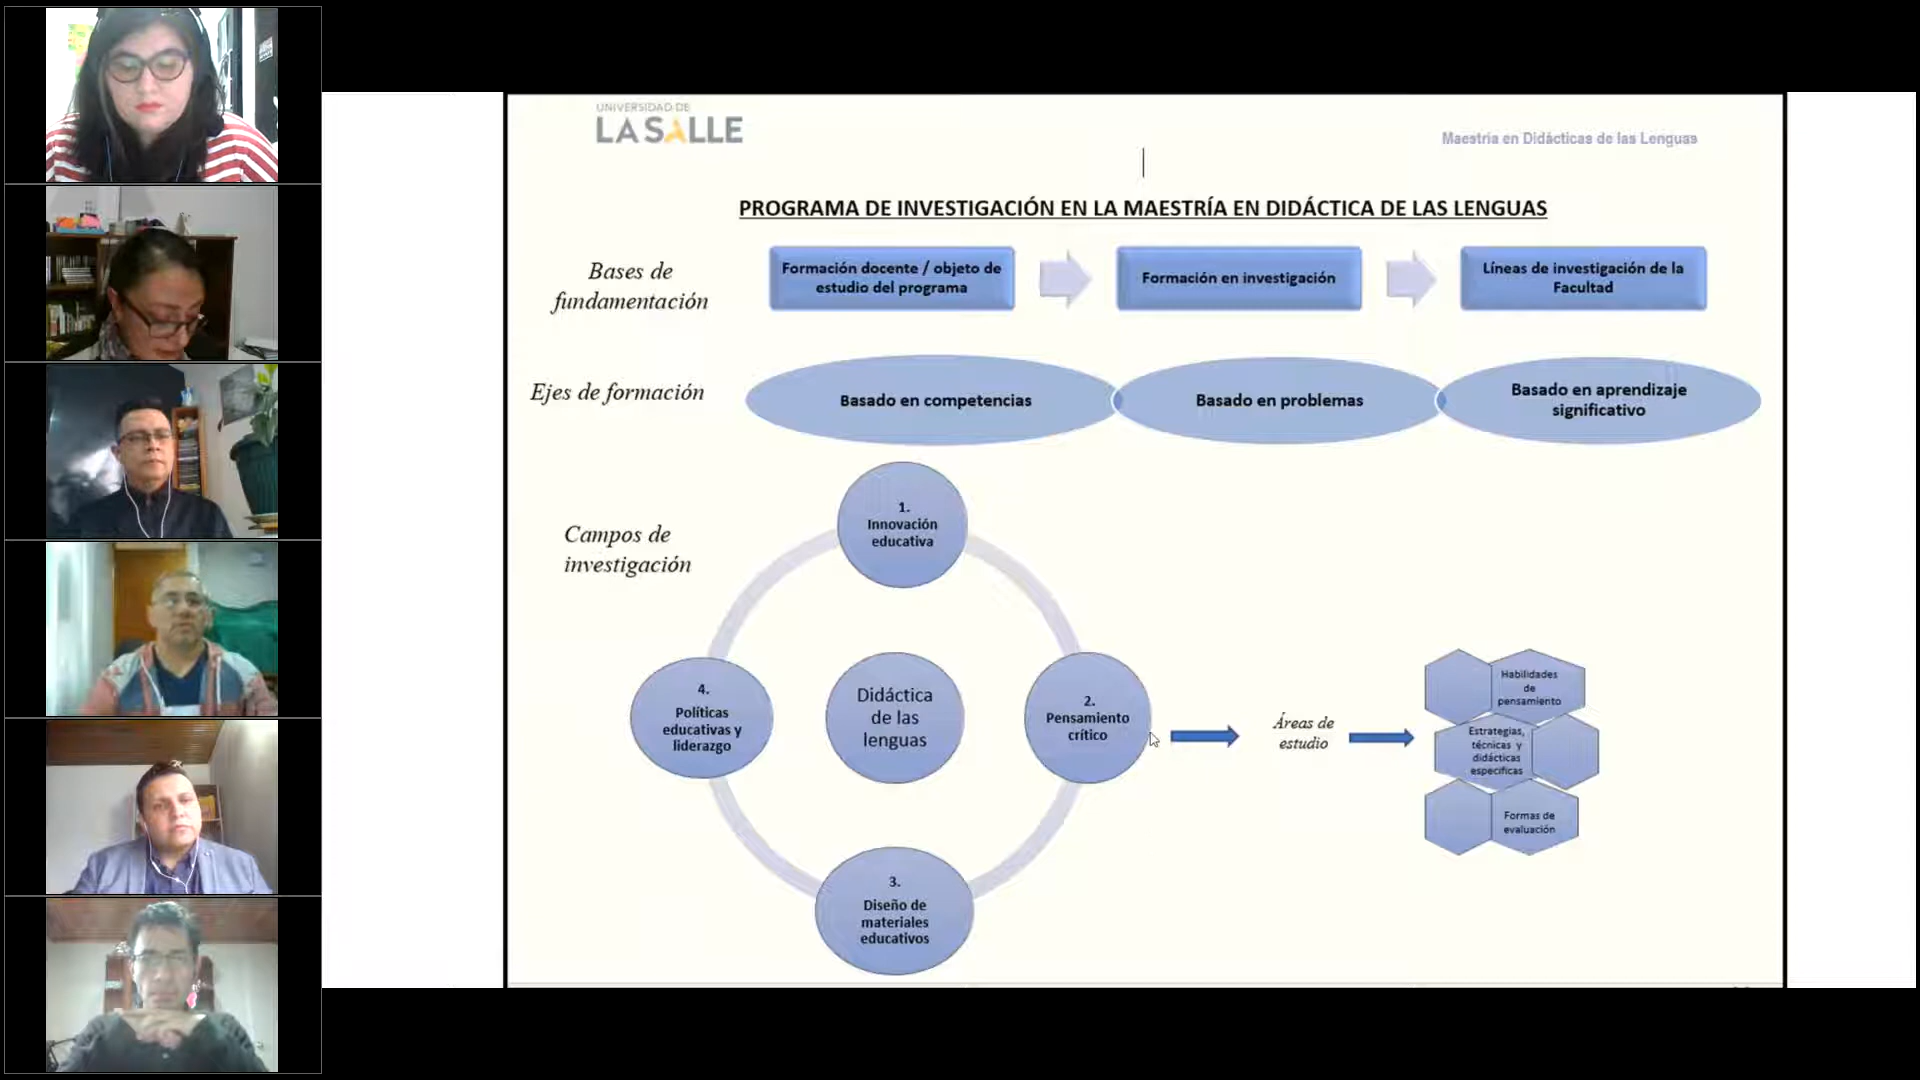 UNIVERSIDAD DE
LA SALLE
Maestría en Didácticas de las Lenguas
PROGRAMA DE INVESTIGACIÓN EN LA MAESTRÍA EN DIDÁCTICA DE LAS LENGUAS
Bases de
fundamentación
Formación docente / objeto de
estudio del programa
Formación en investigación
Líneas de investigación de la
Facultad
Ejes de formación
Basado en competencias
Basado en problemas
Basado en aprendizaje
significativo
Campos de
investigación
1.
Innovación
educativa
4.
Políticas
educativas y
liderazgo
Didáctica
de las
lenguas
2.
Pensamiento
crítico
Áreas de
estudio
Habilidades
de
pensamiento
Estrategias,
técnicas y
didácticas
especificas
Formas de
evaluación
3.
Diseño de
materiales
educativos